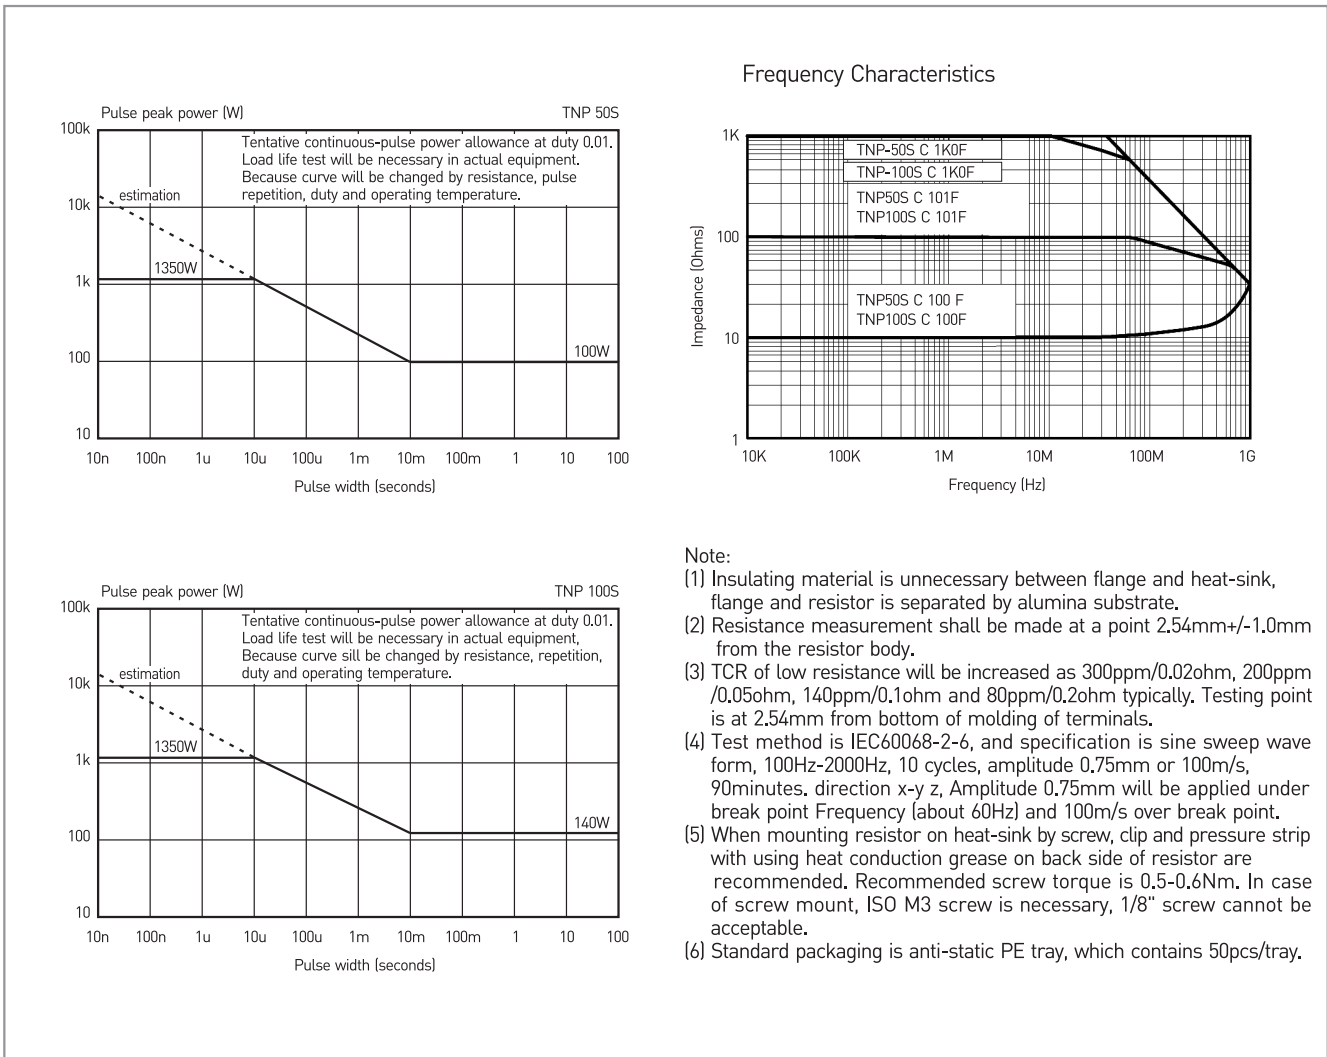 Pulse peak power (W) TNP 50S
100k
10k
1k
100
10
Tentative continuous-pulse power allowance at duty 0.01.
Load life test will be necessary in actual equipment.
Because curve will be changed by resistance, pulse
repetition, duty and operating temperature.
estimation
1350W
100W
10n 100n 1u 10u 100u 1m 10m 100m 1 10 100
Pulse width (seconds)
Pulse peak power (W) TNP 100S
100k
10k
1k
100
10
Tentative continuous-pulse power allowance at duty 0.01.
Load life test will be necessary in actual equipment,
Because curve sill be changed by resistance, repetition,
duty and operating temperature.
estimation
1350W
140W
10n 100n 1u 10u 100u 1m 10m 100m 1 10 100
Pulse width (seconds)
Frequency Characteristics
Impedance (Ohms)
1K
100
10
1
TNP-50S C 1K0F
TNP-100S C 1K0F
TNP50S C 101F
TNP100S C 101F
TNP50S C 100 F
TNP100S C 100F
10K 100K 1M 10M 100M 1G
Frequency (Hz)
Note:
(1) Insulating material is unnecessary between flange and heat-sink,
flange and resistor is separated by alumina substrate.
(2) Resistance measurement shall be made at a point 2.54mm+/-1.0mm
from the resistor body.
(3) TCR of low resistance will be increased as 300ppm/0.02ohm, 200ppm
/0.05ohm, 140ppm/0.1ohm and 80ppm/0.2ohm typically. Testing point
is at 2.54mm from bottom of molding of terminals.
(4) Test method is IEC60068-2-6, and specification is sine sweep wave
form, 100Hz-2000Hz, 10 cycles, amplitude 0.75mm or 100m/s,
90minutes. direction x-y z, Amplitude 0.75mm will be applied under
break point Frequency (about 60Hz) and 100m/s over break point.
(5) When mounting resistor on heat-sink by screw, clip and pressure strip
with using heat conduction grease on back side of resistor are
recommended. Recommended screw torque is 0.5-0.6Nm. In case
of screw mount, ISO M3 screw is necessary, 1/8" screw cannot be
acceptable.
(6) Standard packaging is anti-static PE tray, which contains 50pcs/tray.